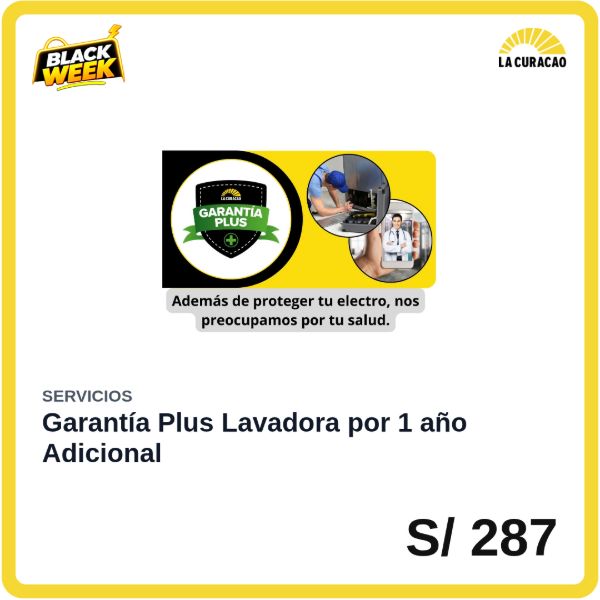 BLACK
WEEK
LA CURACAO
LA CURACAO
GARANTÍA
PLUS
Además de proteger tu electro, nos
preocupamos por tu salud.
SERVICIOS
Garantía Plus Lavadora por 1 año
Adicional
S/ 287